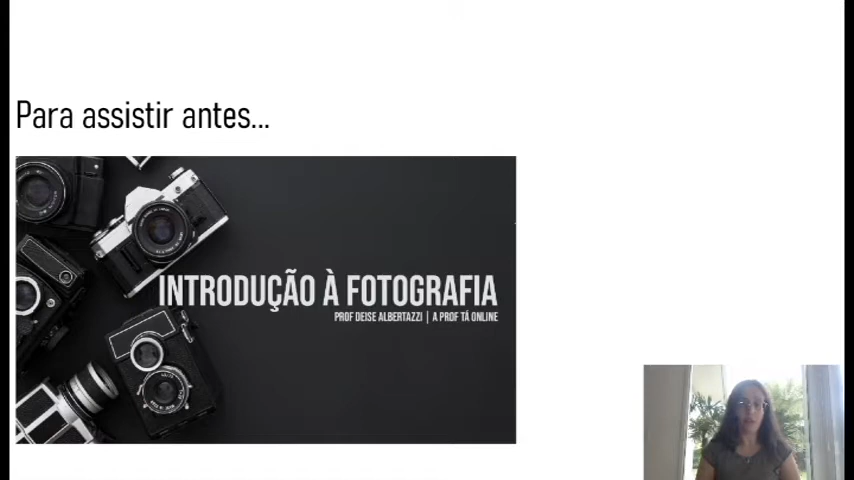 Para assistir antes...
INTRODUÇÃO À FOTOGRAFIA
PROF DEISE ALBERTAZZI | A PROF TÁ ONLINE